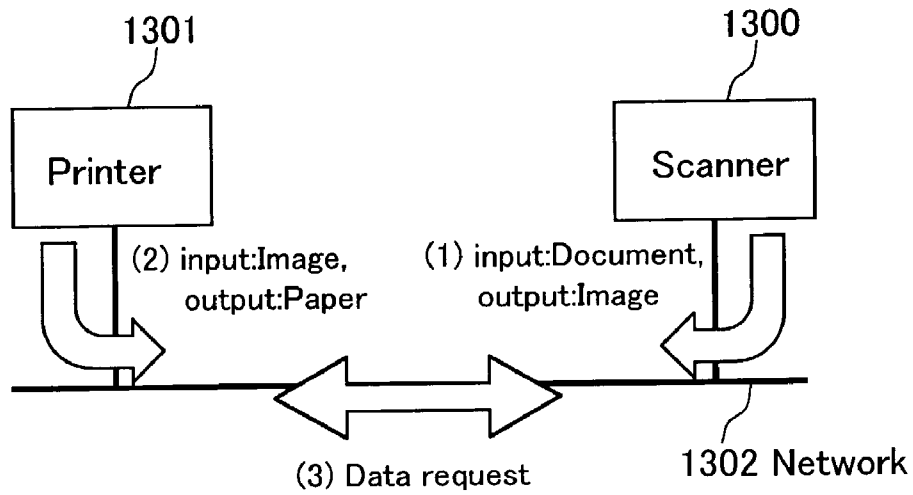 1301
1300
Printer
Scanner
(2) input:Image,
output:Paper
(1) input:Document,
output:Image
(3) Data request
1302 Network